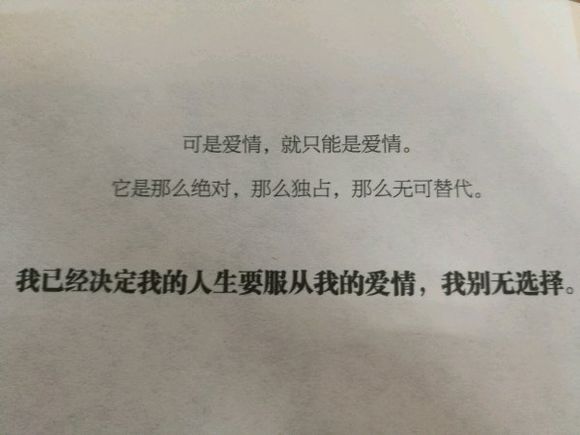 可是爱情，就只能是爱情。
它是那么绝对，那么独占，那么无可替代。
我已经决定我的人生要服从我的爱情，我别无选择。